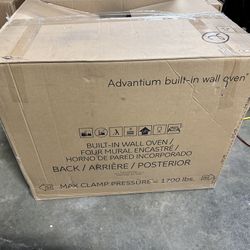 Advantium built-in wall oven
BUILT-IN WALL OVEN/
FOUR MURAL ENCASTRÉ/
HORNO DE PARED INCORPORADO
BACK / ARRIÈRE / POSTERIOR
MAX CLAMP PRESSURE = 1700 lbs.